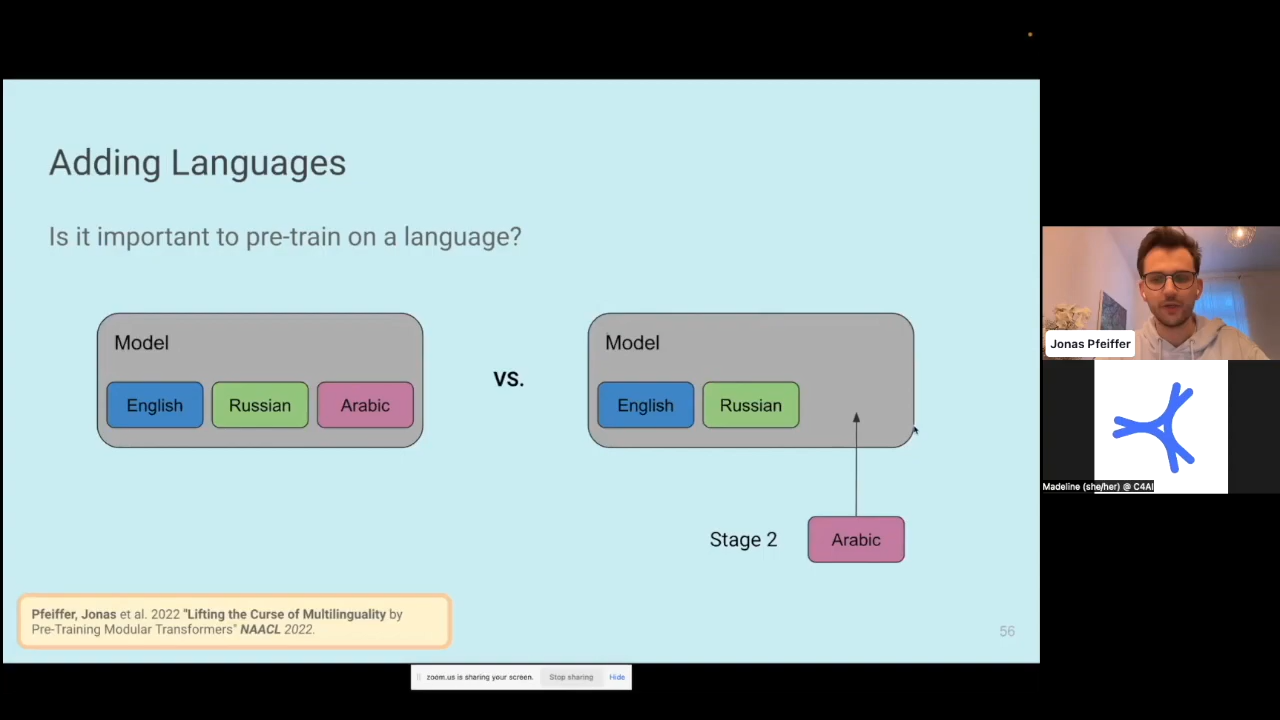 Adding Languages
Is it important to pre-train on a language?
Model
English Russian Arabic
vs.
Model
English Russian
Stage 2 Arabic
Pfeiffer, Jonas et al. 2022 "Lifting the Curse of Multilinguality by
Pre-Training Modular Transformers" NAACL 2022.
56
zoom.us is sharing your screen. Stop sharing Hide
Jonas Pfeiffer
Madeline (she/her) @ C4AI